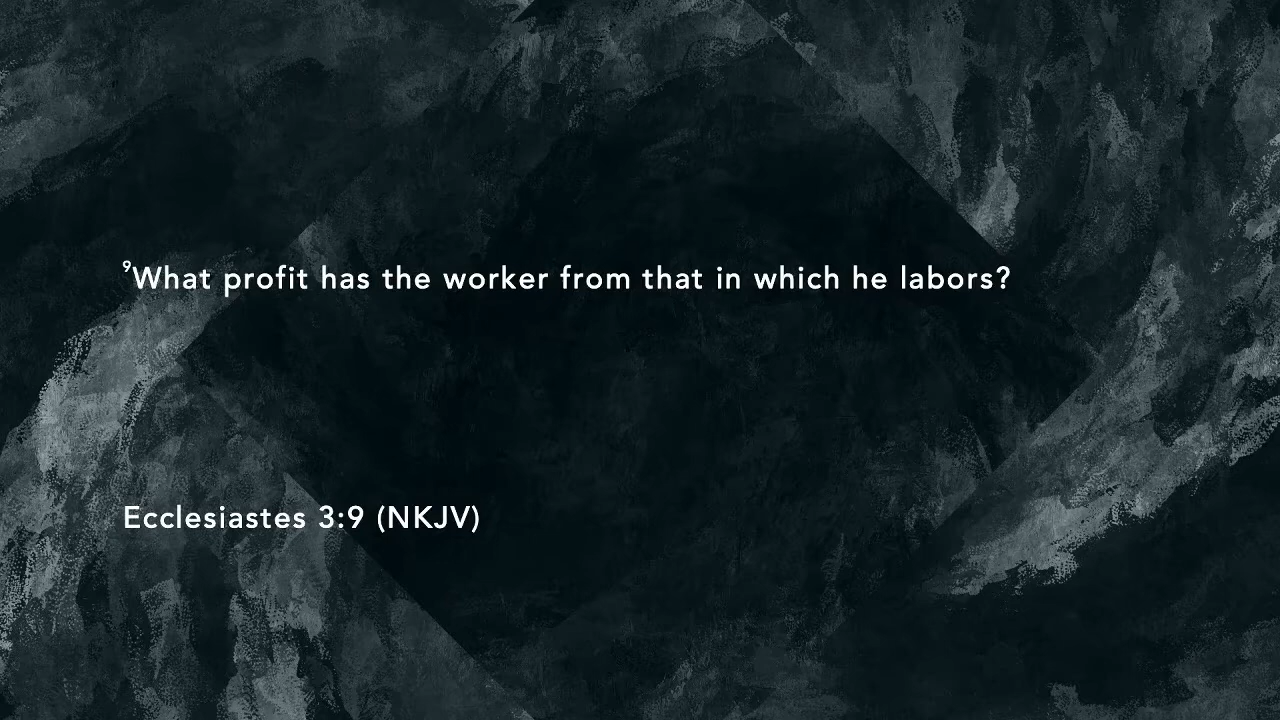 ⁹What profit has the worker from that in which he labors?
Ecclesiastes 3:9 (NKJV)